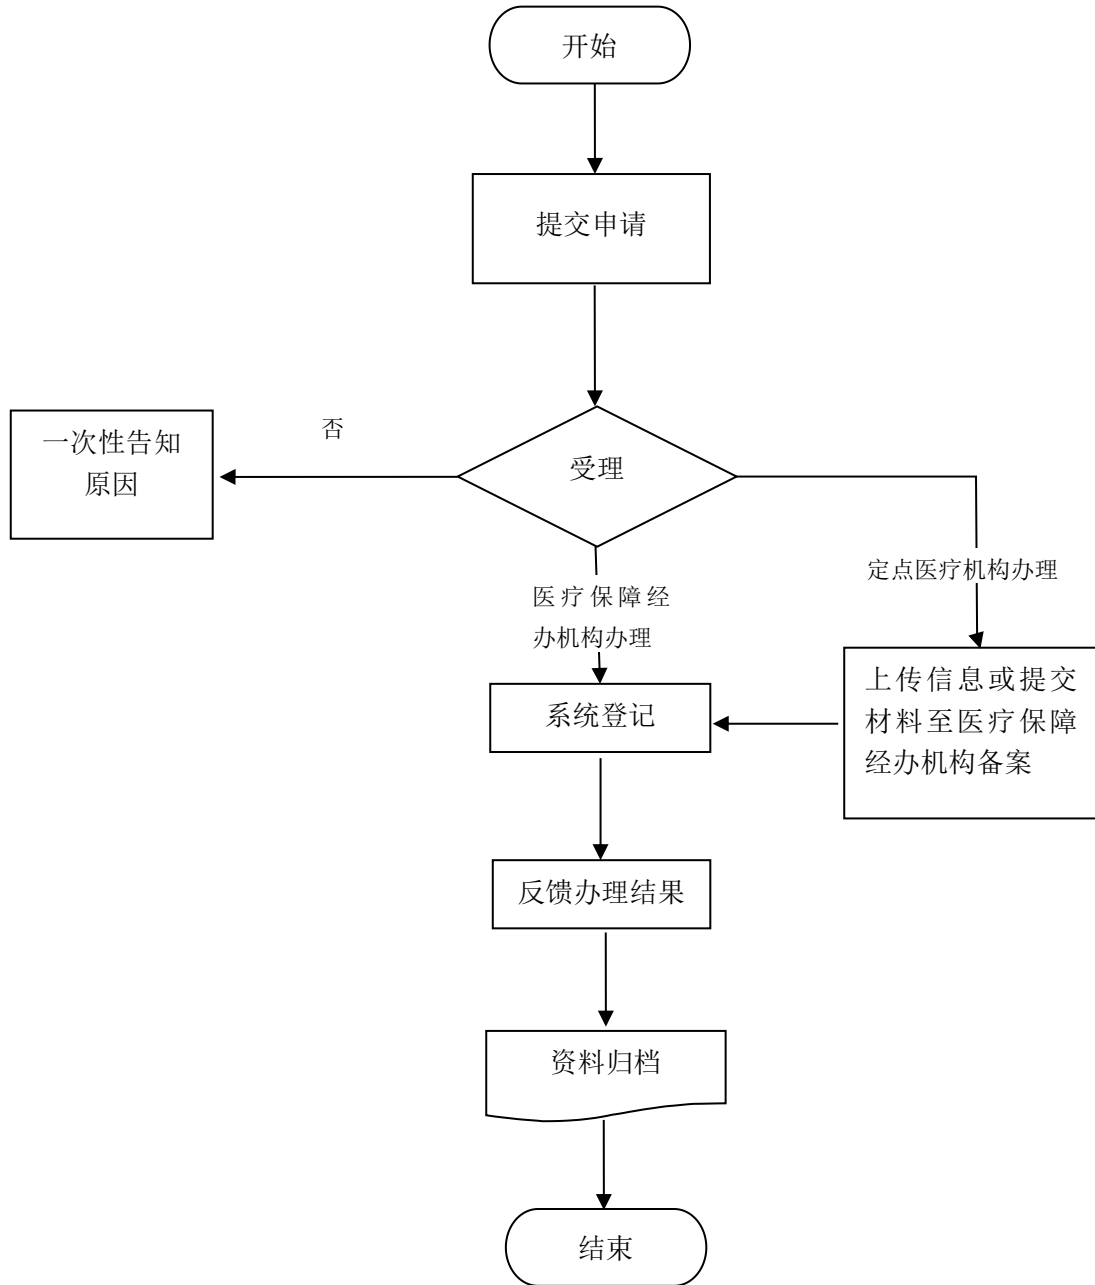 开始
提交申请
否
一次性告知
原因
受理
定点医疗机构办理
医疗保障经
办机构办理
上传信息或提交
材料至医疗保障
经办机构备案
系统登记
反馈办理结果
资料归档
结束